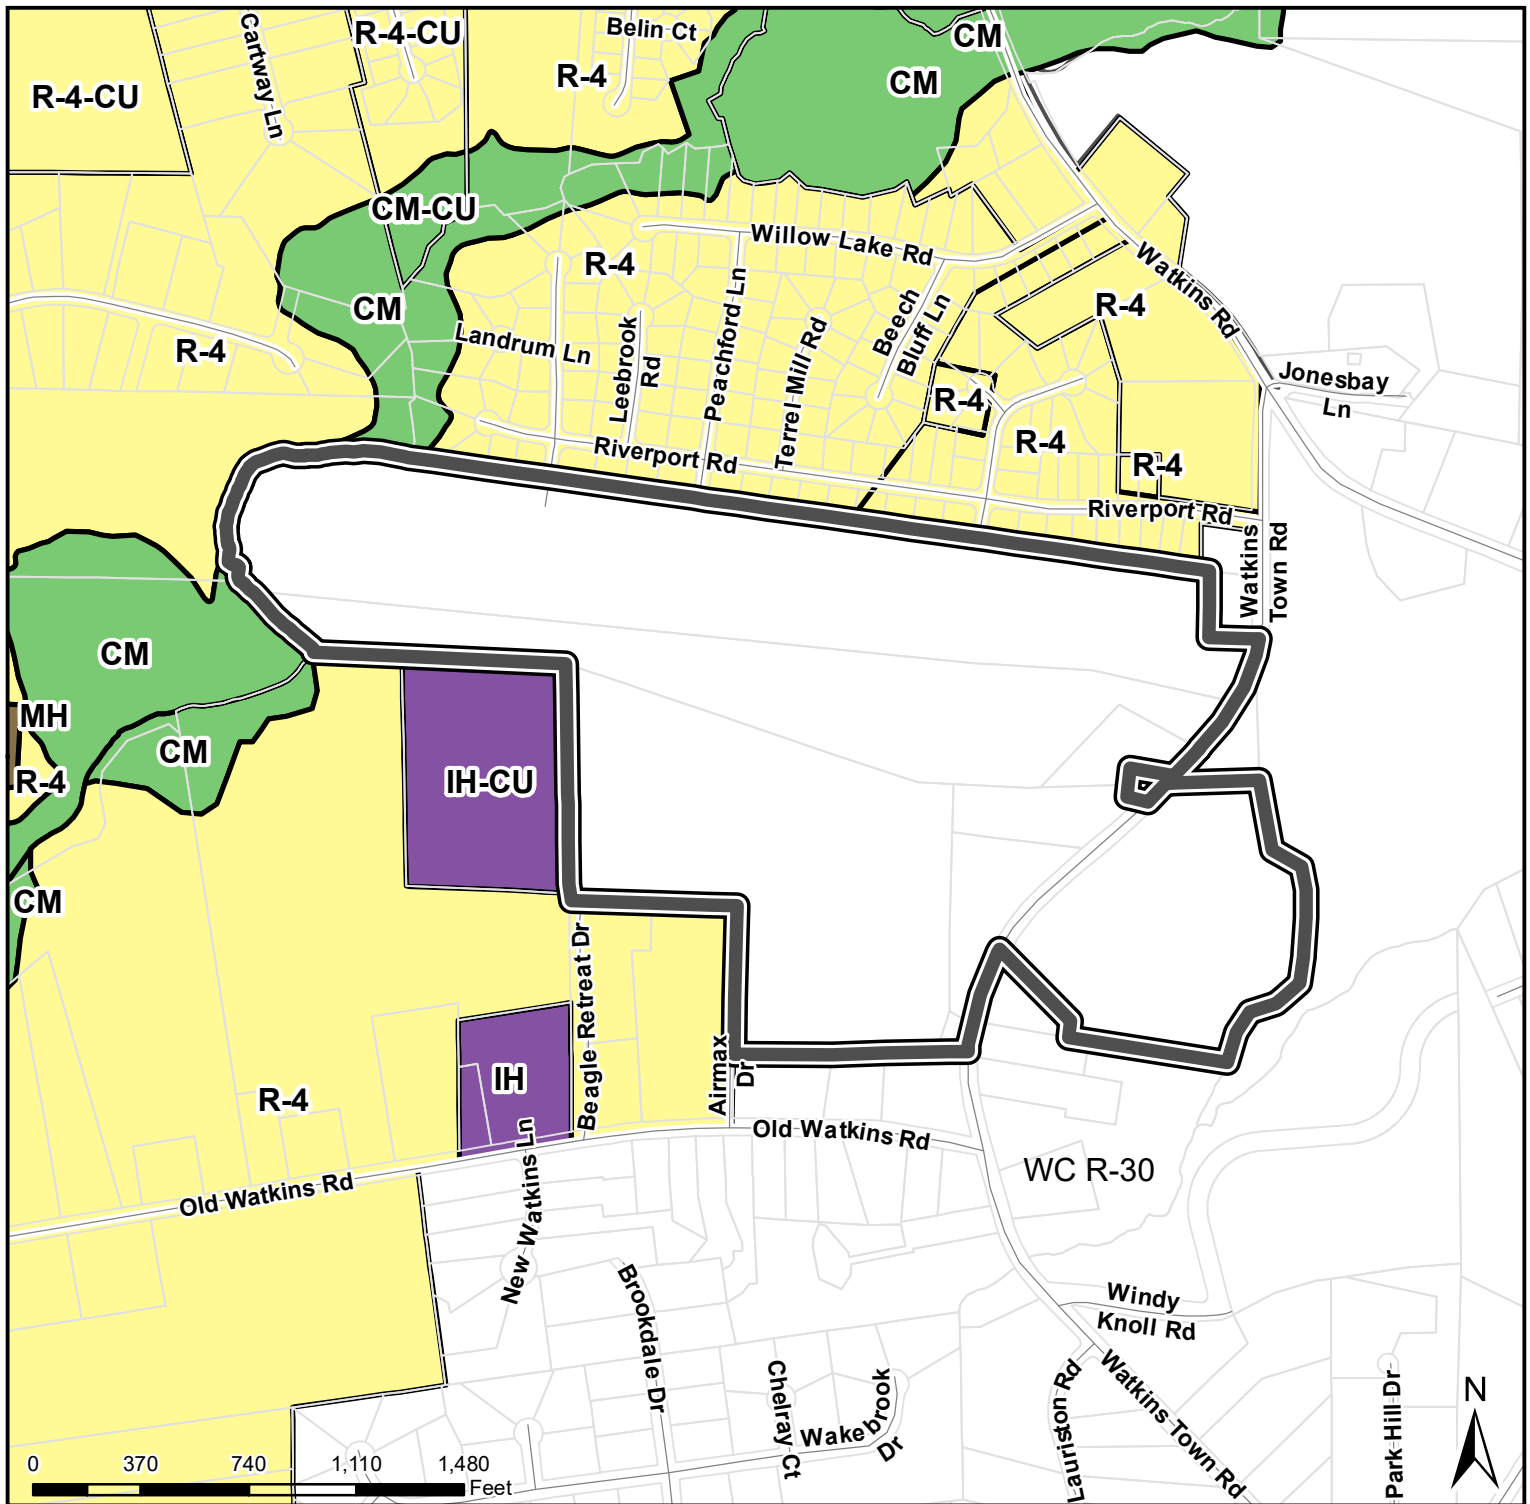 Cartway Ln
R-4-CU
Belin Ct
CM
R-4
CM
R-4-CU
CM-CU
Willow Lake Rd
R-4
Watkins Rd
CM
Peachford Ln
Beech
Bluff Ln
R-4
Landrum Ln
Leebrook
Rd
Terrel Mill Rd
R-4
Jonesbay
Ln
R-4
R-4
Riverport Rd
R-4
Riverport Rd
Watkins
Town Rd
CM
MH
CM
R-4
IH-CU
CM
Beagle Retreat Dr
Airmax
Dr
IH
R-4
Old Watkins Rd
WC R-30
Old Watkins Rd
New Watkins Ln
Brookdale Dr
Windy
Knoll Rd
Chelray Ct
Wakebrook
Dr
Lauriston Rd
Watkins Town Rd
Park Hill Dr
N
0 370 740 1,110 1,480
Feet